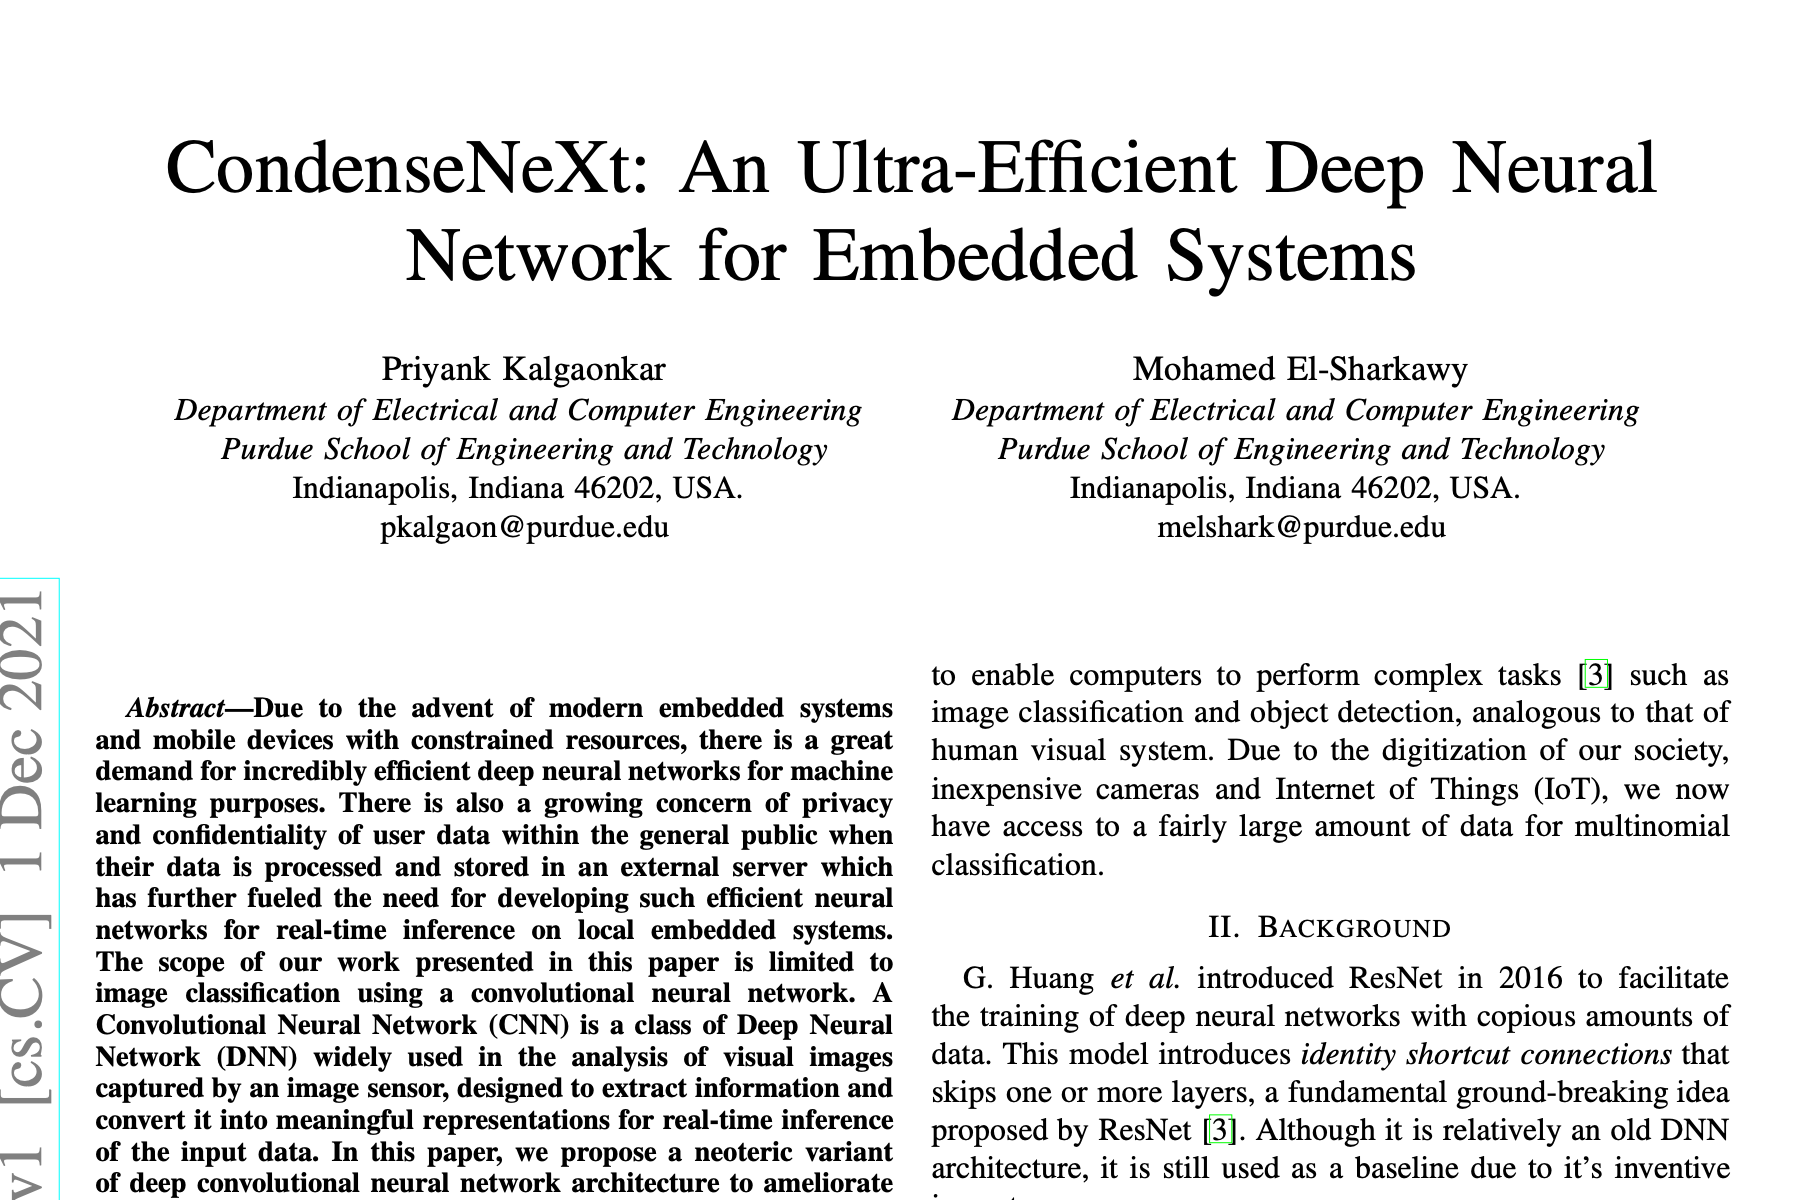 CondenseNeXt: An Ultra-Efficient Deep Neural
Network for Embedded Systems
Priyank Kalgaonkar
Department of Electrical and Computer Engineering
Purdue School of Engineering and Technology
Indianapolis, Indiana 46202, USA.
pkalgaon@purdue.edu
Mohamed El-Sharkawy
Department of Electrical and Computer Engineering
Purdue School of Engineering and Technology
Indianapolis, Indiana 46202, USA.
melshark@purdue.edu
v1 [cs.CV] 1 Dec 2021
Abstract—Due to the advent of modern embedded systems
and mobile devices with constrained resources, there is a great
demand for incredibly efficient deep neural networks for machine
learning purposes. There is also a growing concern of privacy
and confidentiality of user data within the general public when
their data is processed and stored in an external server which
has further fueled the need for developing such efficient neural
networks for real-time inference on local embedded systems.
The scope of our work presented in this paper is limited to
image classification using a convolutional neural network. A
Convolutional Neural Network (CNN) is a class of Deep Neural
Network (DNN) widely used in the analysis of visual images
captured by an image sensor, designed to extract information and
convert it into meaningful representations for real-time inference
of the input data. In this paper, we propose a neoteric variant
of deep convolutional neural network architecture to ameliorate
to enable computers to perform complex tasks [3] such as
image classification and object detection, analogous to that of
human visual system. Due to the digitization of our society,
inexpensive cameras and Internet of Things (IoT), we now
have access to a fairly large amount of data for multinomial
classification.
II. BACKGROUND
G. Huang et al. introduced ResNet in 2016 to facilitate
the training of deep neural networks with copious amounts of
data. This model introduces identity shortcut connections that
skips one or more layers, a fundamental ground-breaking idea
proposed by ResNet [3]. Although it is relatively an old DNN
architecture, it is still used as a baseline due to it's inventive